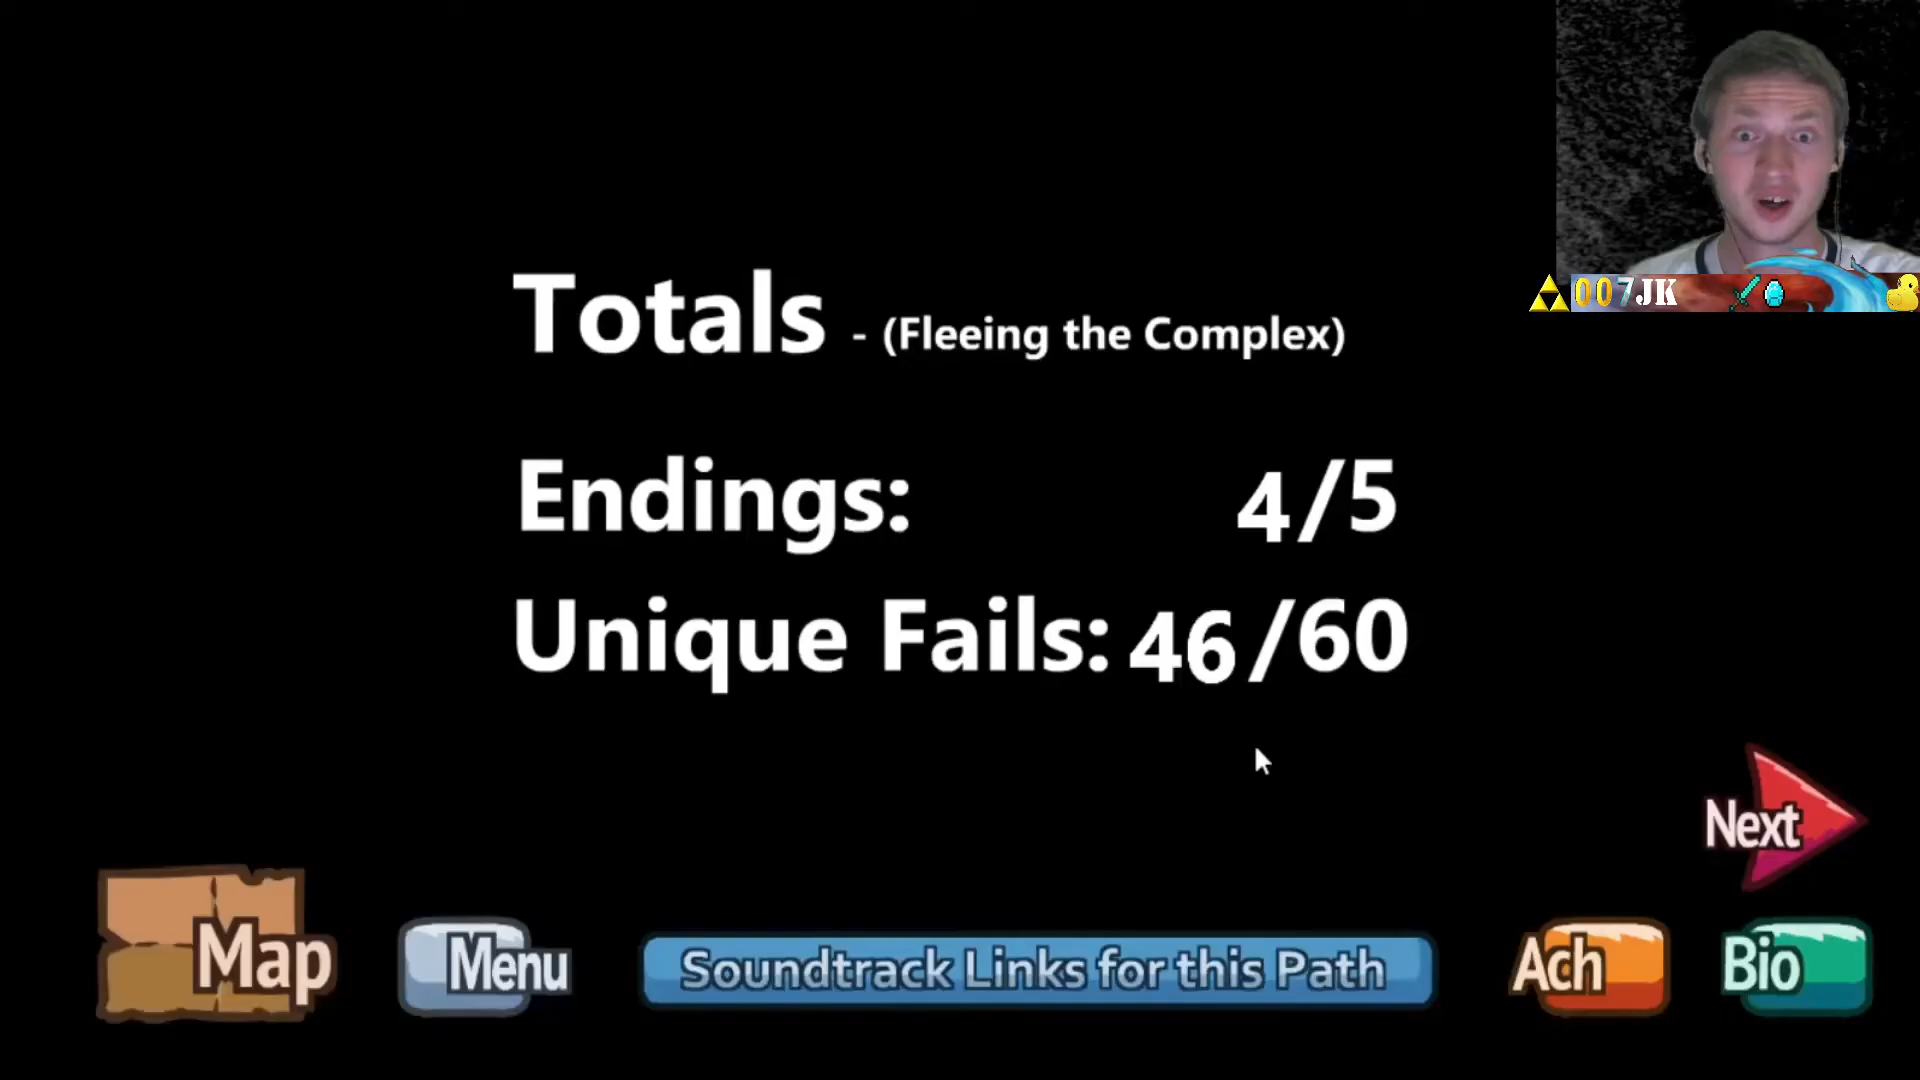 007JK
Totals - (Fleeing the Complex)
Endings: 4/5
Unique Fails: 46/60
Next
Map
Menu
Soundtrack Links for this Path
Ach
Bio